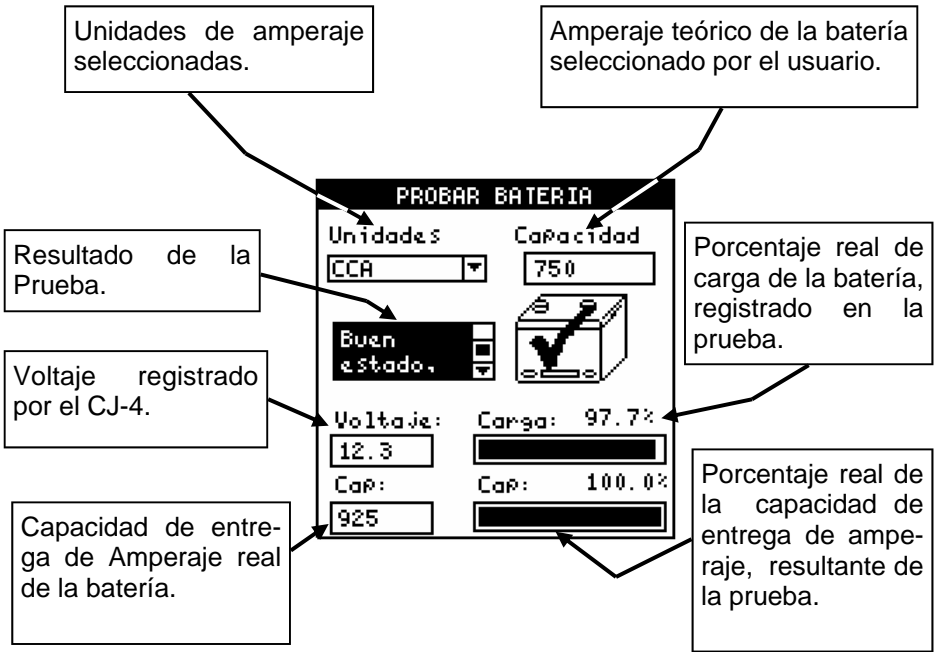 Unidades de amperaje
seleccionadas.
Amperaje teórico de la batería
seleccionado por el usuario.
PROBAR BATERIA
Unidades
Capacidad
CCA
750
Resultado de la
Prueba.
Porcentaje real de
carga de la batería,
registrado en la
prueba.
Buen
estado.
Voltaje registrado
por el CJ-4.
Voltaje:
Carga: 97.7%
12.3
Cap:
Cap: 100.0%
925
Capacidad de entre-
ga de Amperaje real
de la batería.
Porcentaje real de
la capacidad de
entrega de ampe-
raje, resultante de
la prueba.